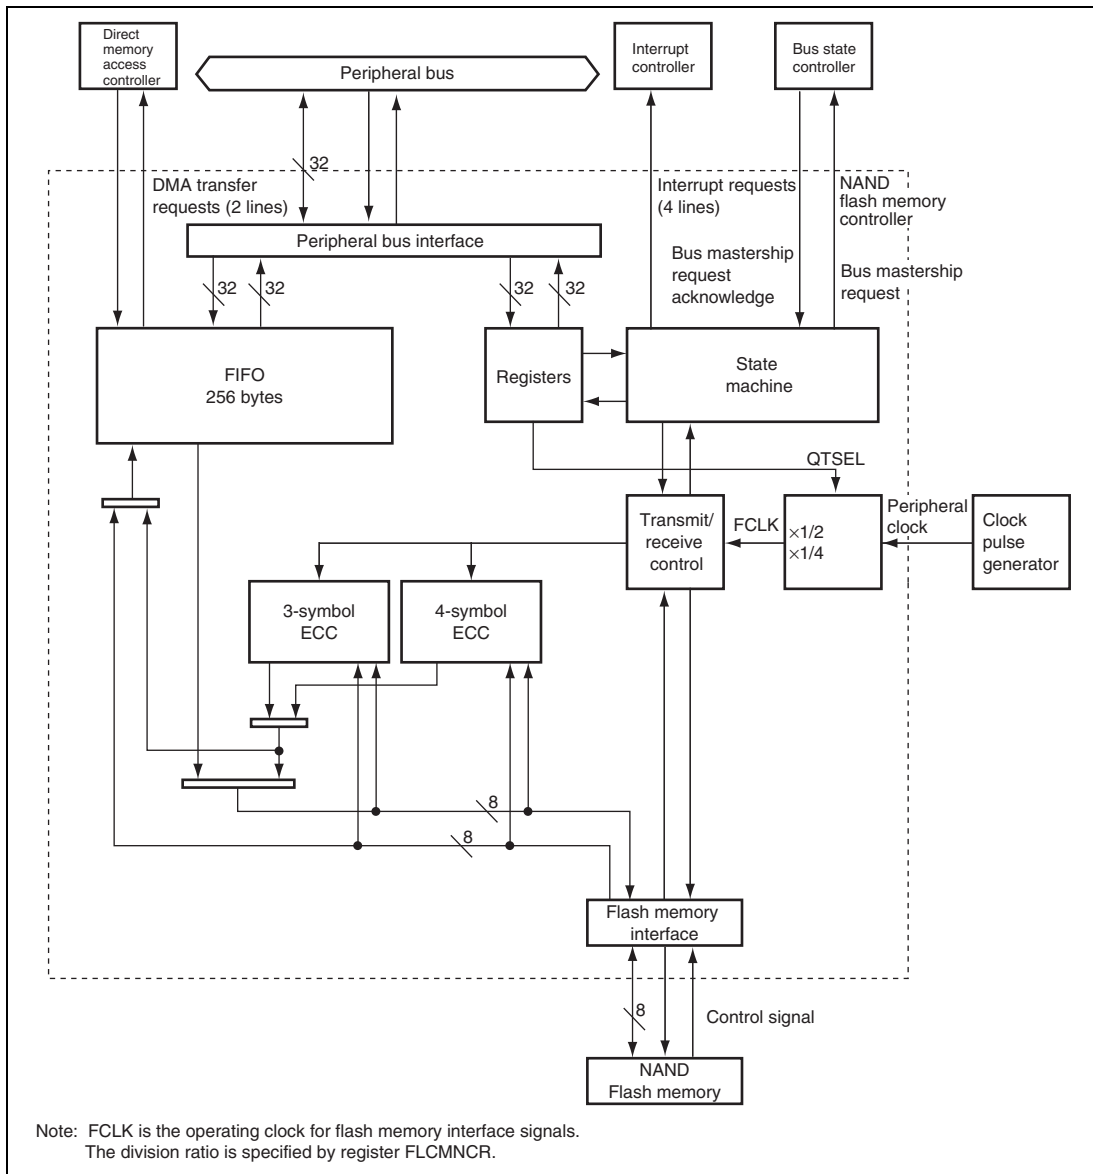 Direct
memory
access
controller
Peripheral bus
Interrupt
controller
Bus state
controller
32
DMA transfer
requests (2 lines)
Interrupt requests
(4 lines)
NAND
flash memory
controller
Peripheral bus interface
Bus mastership
request
acknowledge
Bus mastership
request
32
32
32
32
FIFO
256 bytes
Registers
State
machine
QTSEL
Transmit/
receive
control
FCLK
×1/2
×1/4
Peripheral
clock
Clock
pulse
generator
3-symbol
ECC
4-symbol
ECC
8
8
Flash memory
interface
8
Control signal
NAND
Flash memory
Note: FCLK is the operating clock for flash memory interface signals.
The division ratio is specified by register FLCMNCR.